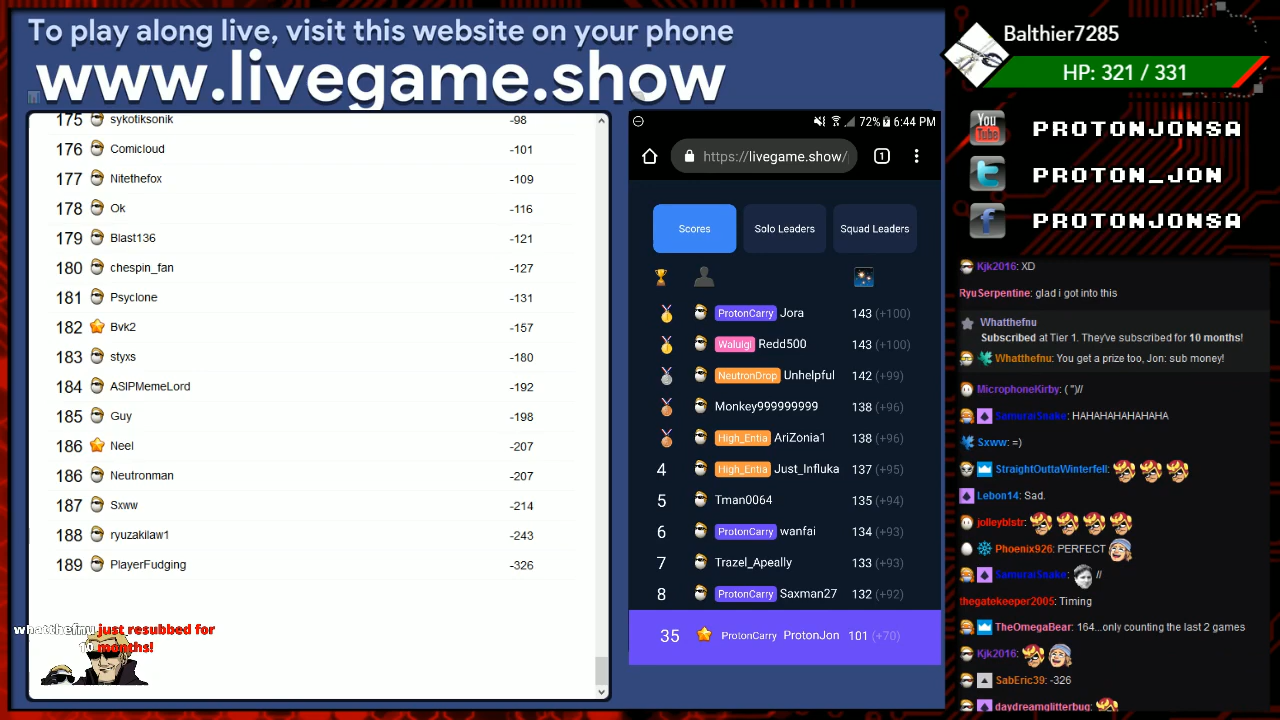 To play along live, visit this website on your phone
www.livegame.show
175 sykotiksonik -98
176 Comicloud -101
177 Nitethefox -109
178 Ok -116
179 Blast136 -121
180 chespin_fan -127
181 Psyclone -131
182 Bvk2 -157
183 styxs -180
184 ASIPMemeLord -192
185 Guy -198
186 Neel -207
186 Neutronman -207
187 Sxww -214
188 ryuzakilaw1 -243
189 PlayerFudging -326
whatthefnu just resubbed for
10 months!
72% 6:44 PM
https://livegame.show/ 1
Scores Solo Leaders Squad Leaders
ProtonCarry Jora 143 (+100)
Waluigi Redd500 143 (+100)
NeutronDrop Unhelpful 142 (+99)
Monkey999999999 138 (+96)
High_Entia AriZonia1 138 (+96)
4 High_Entia Just_Influka 137 (+95)
5 Tman0064 135 (+94)
6 ProtonCarry wanfai 134 (+93)
7 Trazel_Apeally 133 (+93)
8 ProtonCarry Saxman27 132 (+92)
35 ProtonCarry ProtonJon 101 (+70)
Balthier7285
HP: 321 / 331
You Tube PROTONJONSA
PROTON_JON
PROTONJONSA
Kjk2016: XD
RyuSerpentine: glad i got into this
Whatthefnu
Subscribed at Tier 1. They've subscribed for 10 months!
Whatthefnu: You get a prize too, Jon: sub money!
MicrophoneKirby: ( ")//
SamuraiSnake: HAHAHAHAHAHA
Sxww: =)
StraightOuttaWinterfell:
Lebon14: Sad.
jolleyblstr:
Phoenix926: PERFECT
SamuraiSnake: //
thegatekeeper2005: Timing
TheOmegaBear: 164...only counting the last 2 games
Kjk2016:
SabEric39: -326
daydreamglitterbug: